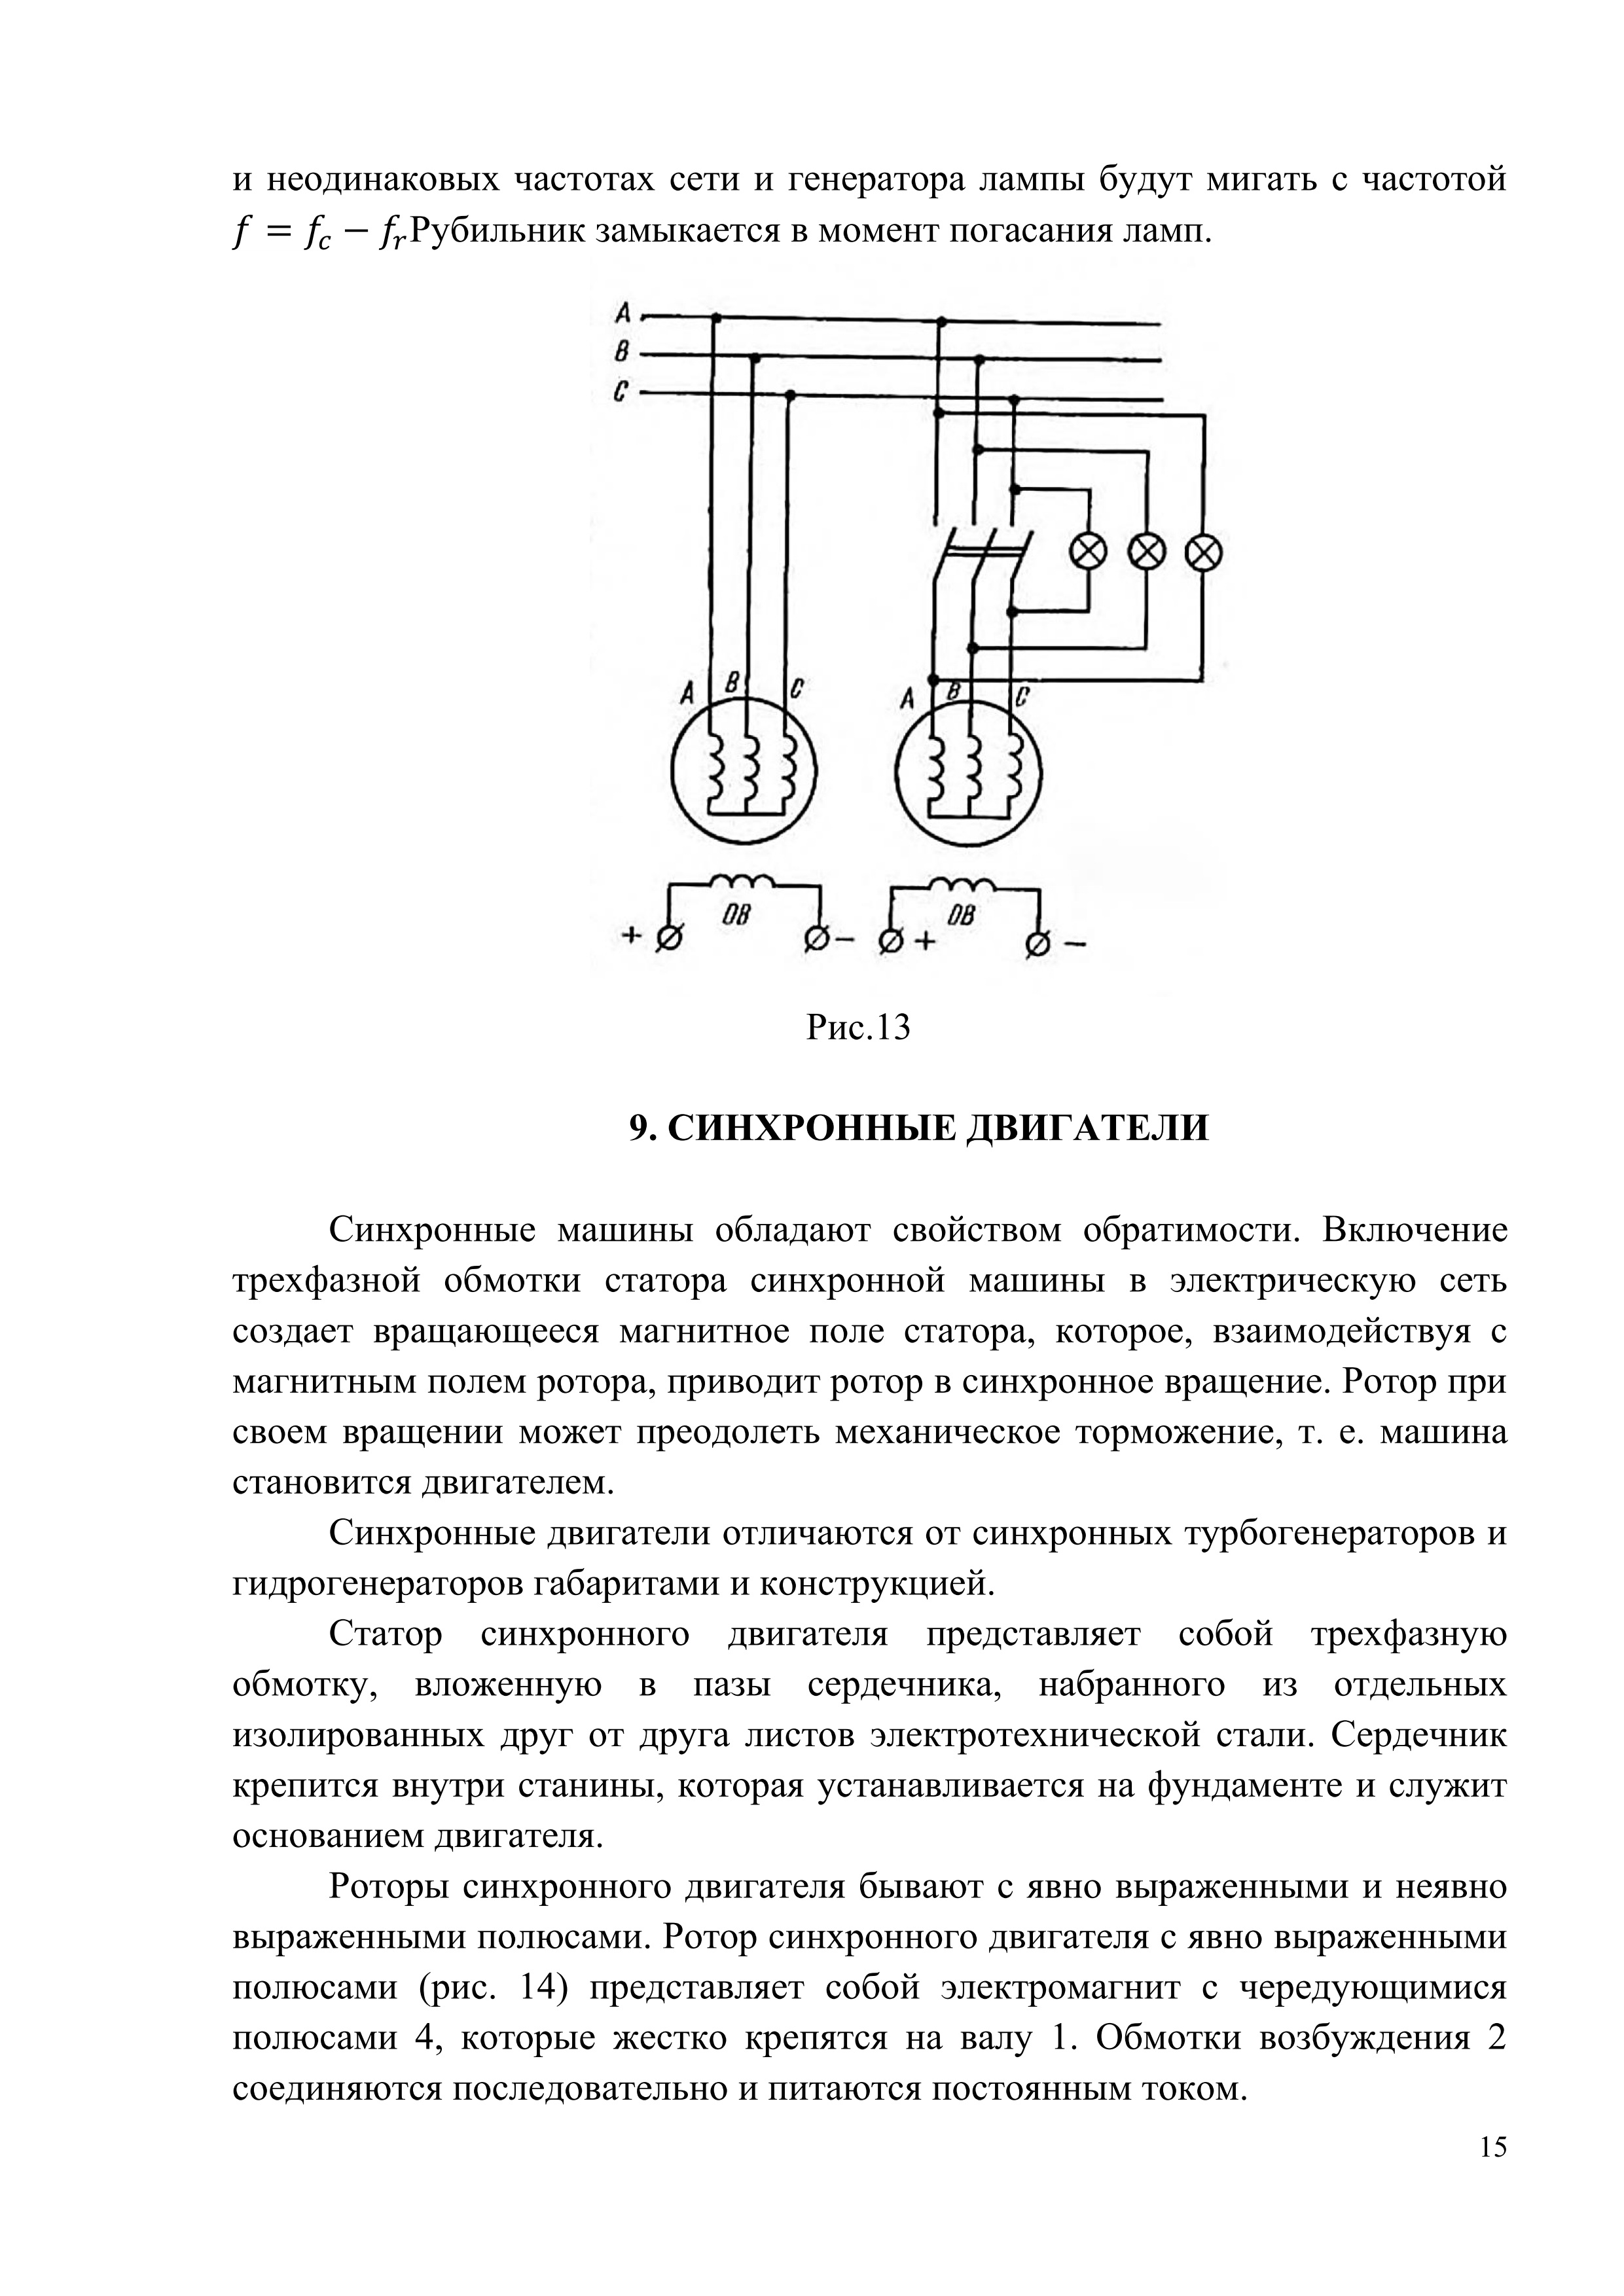 и неодинаковых частотах сети и генератора лампы будут мигать с частотой
f = f_c − f_r Рубильник замыкается в момент погасания ламп.
A
B
C
A B C
A B C
ОВ
ОВ
+ − + −
Рис.13
9. СИНХРОННЫЕ ДВИГАТЕЛИ
Синхронные машины обладают свойством обратимости. Включение
трехфазной обмотки статора синхронной машины в электрическую сеть
создает вращающееся магнитное поле статора, которое, взаимодействуя с
магнитным полем ротора, приводит ротор в синхронное вращение. Ротор при
своем вращении может преодолеть механическое торможение, т. е. машина
становится двигателем.
Синхронные двигатели отличаются от синхронных турбогенераторов и
гидрогенераторов габаритами и конструкцией.
Статор синхронного двигателя представляет собой трехфазную
обмотку, вложенную в пазы сердечника, набранного из отдельных
изолированных друг от друга листов электротехнической стали. Сердечник
крепится внутри станины, которая устанавливается на фундаменте и служит
основанием двигателя.
Роторы синхронного двигателя бывают с явно выраженными и неявно
выраженными полюсами. Ротор синхронного двигателя с явно выраженными
полюсами (рис. 14) представляет собой электромагнит с чередующимися
полюсами 4, которые жестко крепятся на валу 1. Обмотки возбуждения 2
соединяются последовательно и питаются постоянным током.
15